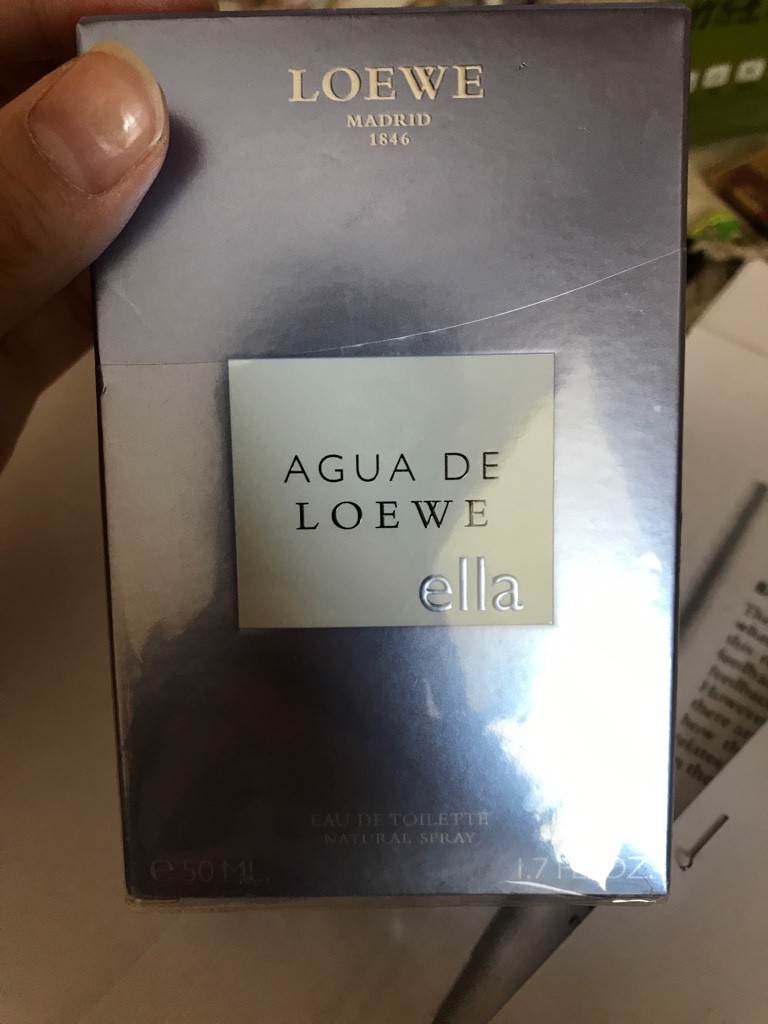 LOEWE
MADRID
1846
AGUA DE
LOEWE
ella
EAU DE TOILETTE
NATURAL SPRAY
℮ 50 ML.
1.7 FL. OZ.